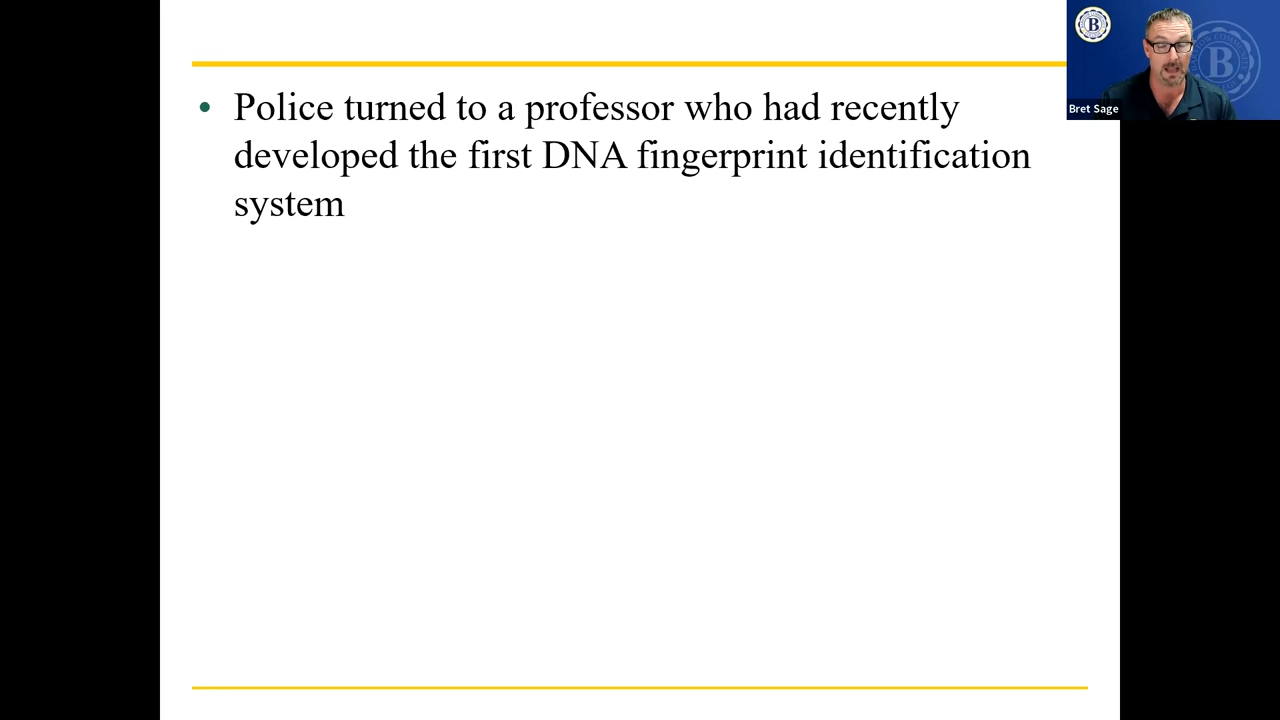 Police turned to a professor who had recently
developed the first DNA fingerprint identification
system
B
Bret Sage
B